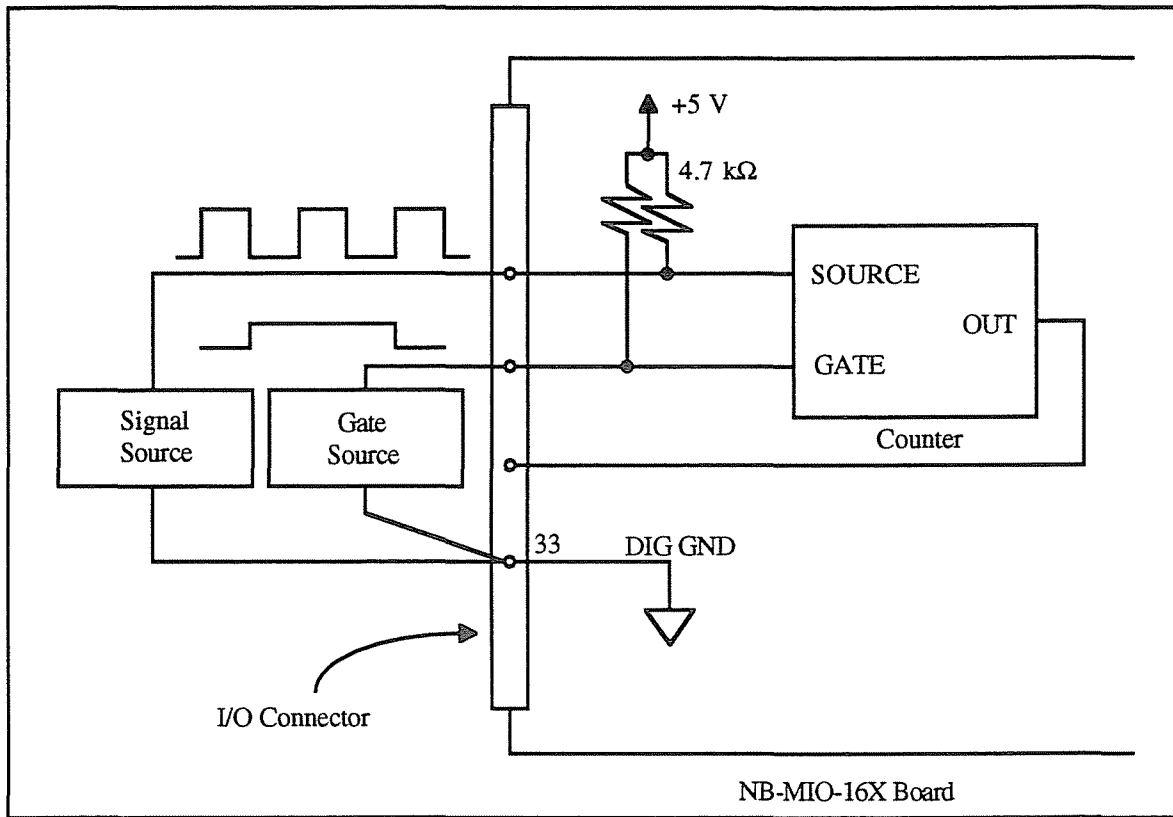 +5 V
4.7 kΩ
SOURCE
OUT
GATE
Counter
Signal
Source
Gate
Source
33
DIG GND
I/O Connector
NB-MIO-16X Board